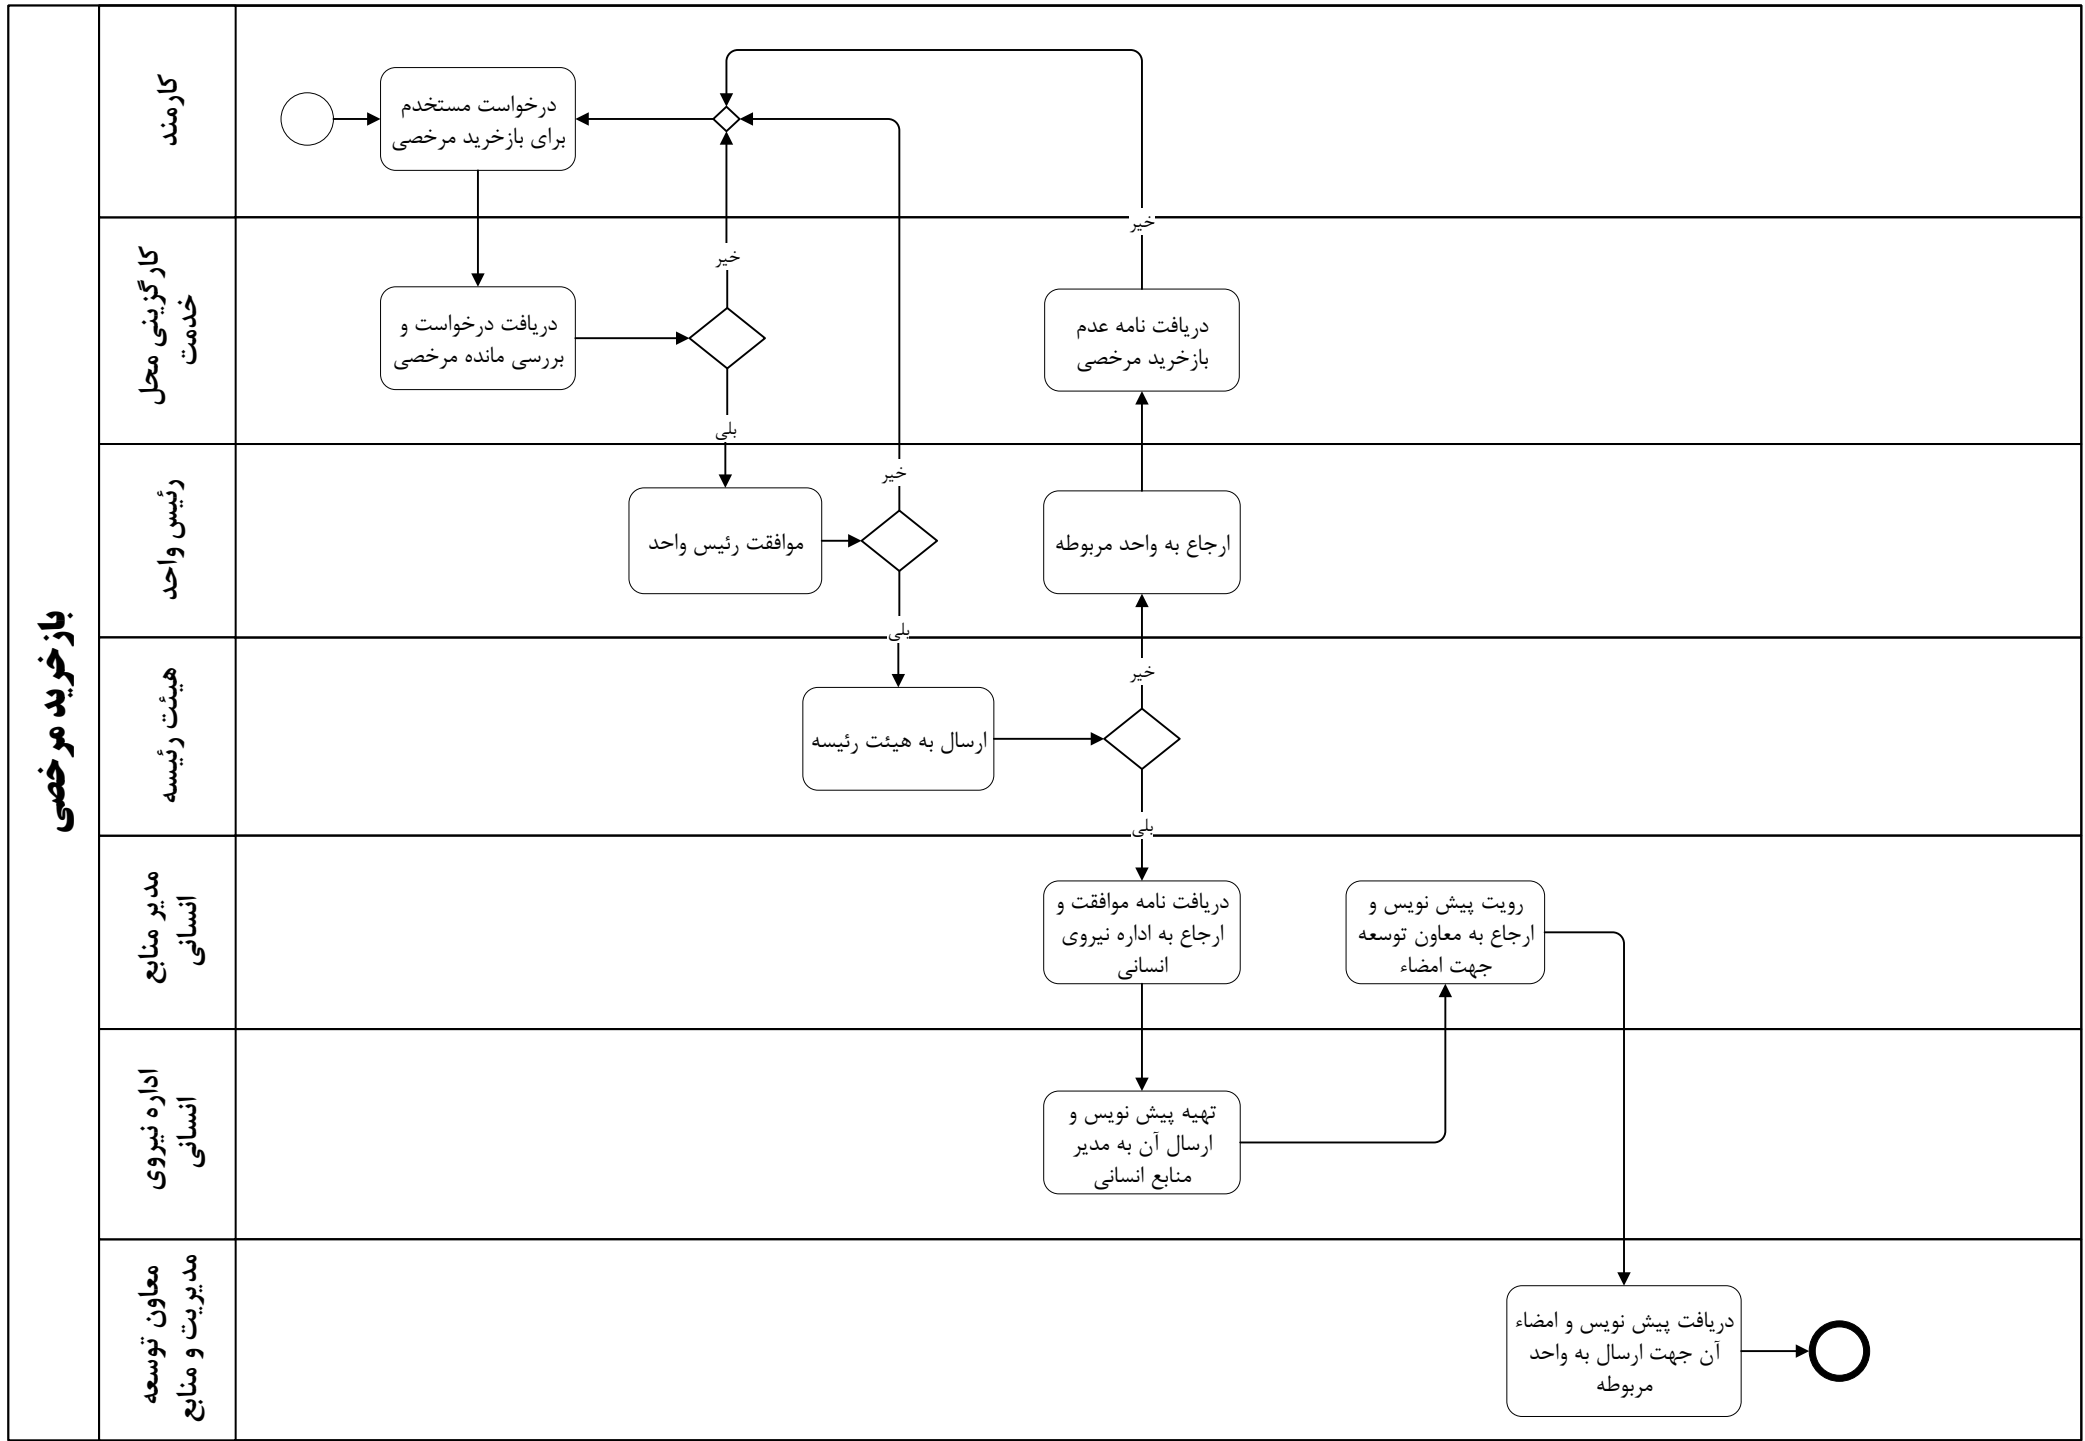 بازخرید مرخصی
کارمند
درخواست مستخدم
برای بازخرید مرخصی
کارگزینی محل
خدمت
دریافت درخواست و
بررسی مانده مرخصی
خیر
بلی
دریافت نامه عدم
بازخرید مرخصی
خیر
رئیس واحد
موافقت رئیس واحد
خیر
بلی
ارجاع به واحد مربوطه
هیئت رئیسه
ارسال به هیئت رئیسه
خیر
بلی
مدیر منابع
انسانی
دریافت نامه موافقت و
ارجاع به اداره نیروی
انسانی
رویت پیش نویس و
ارجاع به معاون توسعه
جهت امضاء
اداره نیروی
انسانی
تهیه پیش نویس و
ارسال آن به مدیر
منابع انسانی
معاون توسعه
مدیریت و منابع
دریافت پیش نویس و امضاء
آن جهت ارسال به واحد
مربوطه